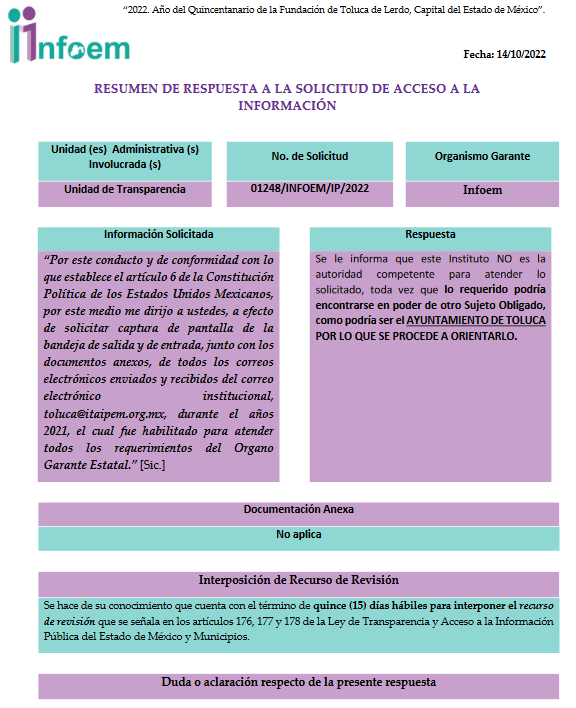 “2022. Año del Quincentanario de la Fundación de Toluca de Lerdo, Capital del Estado de México”.
infoem
Fecha: 14/10/2022
RESUMEN DE RESPUESTA A LA SOLICITUD DE ACCESO A LA
INFORMACIÓN
Unidad (es) Administrativa (s)
Involucrada (s)
No. de Solicitud
Organismo Garante
Unidad de Transparencia
01248/INFOEM/IP/2022
Infoem
Información Solicitada
“Por este conducto y de conformidad con lo
que establece el artículo 6 de la Constitución
Política de los Estados Unidos Mexicanos,
por este medio me dirijo a ustedes, a efecto
de solicitar captura de pantalla de la
bandeja de salida y de entrada, junto con los
documentos anexos, de todos los correos
electrónicos enviados y recibidos del correo
electrónico institucional,
toluca@itaipem.org.mx, durante el años
2021, el cual fue habilitado para atender
todos los requerimientos del Organo
Garante Estatal.” [Sic.]
Respuesta
Se le informa que este Instituto NO es la
autoridad competente para atender lo
solicitado, toda vez que lo requerido podría
encontrarse en poder de otro Sujeto Obligado,
como podría ser el AYUNTAMIENTO DE TOLUCA
POR LO QUE SE PROCEDE A ORIENTARLO.
Documentación Anexa
No aplica
Interposición de Recurso de Revisión
Se hace de su conocimiento que cuenta con el término de quince (15) días hábiles para interponer el recurso
de revisión que se señala en los artículos 176, 177 y 178 de la Ley de Transparencia y Acceso a la Información
Pública del Estado de México y Municipios.
Duda o aclaración respecto de la presente respuesta